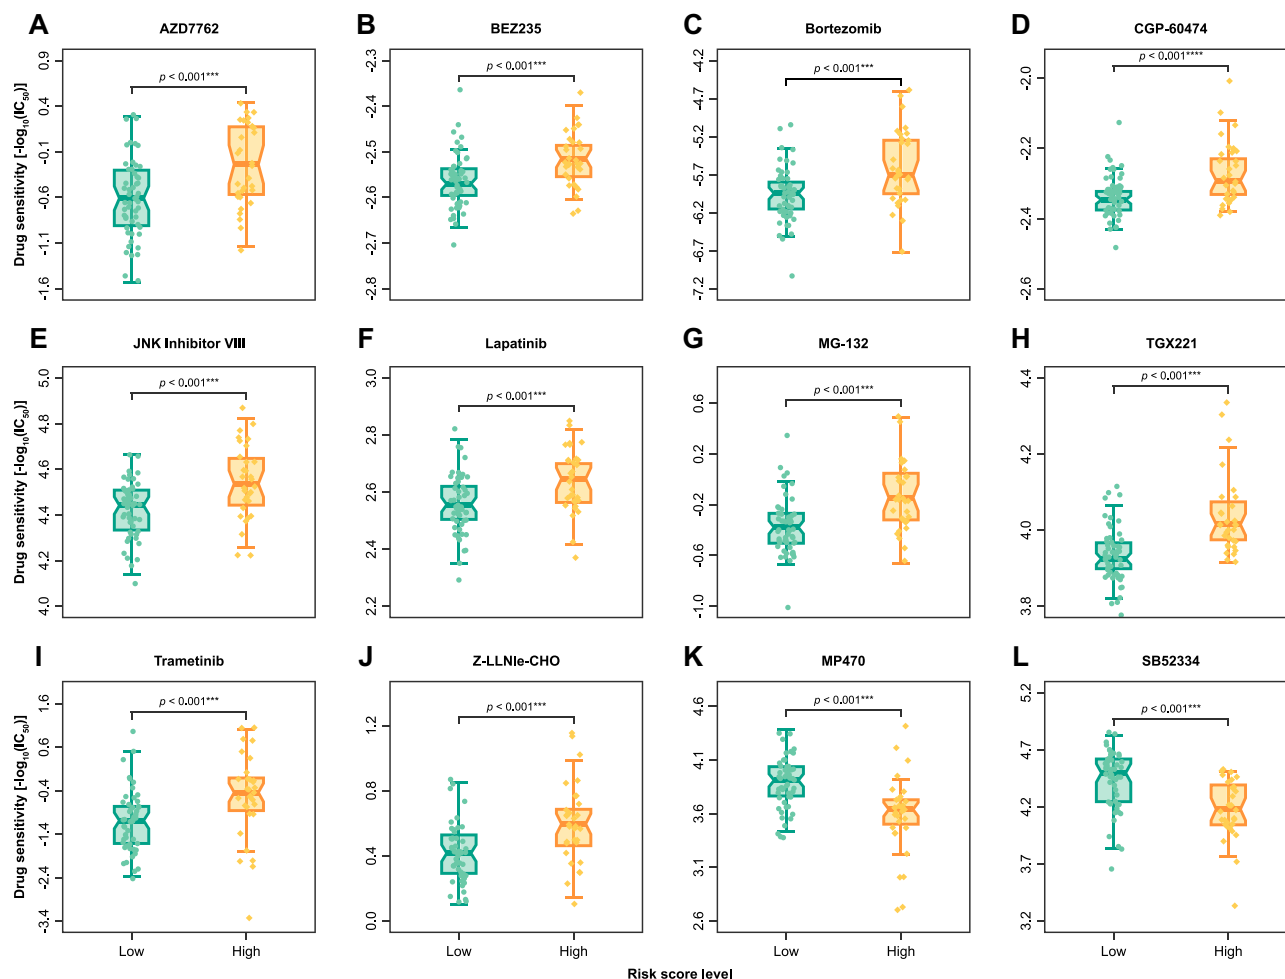 A AZD7762
B BEZ235
C Bortezomib
D CGP-60474
Drug sensitivity [-log10(IC50)]
0.9
0.4
-0.1
-0.6
-1.1
-1.6
p < 0.001***
-2.3
-2.4
-2.5
-2.6
-2.7
-2.8
p < 0.001***
-4.2
-4.7
-5.2
-5.7
-6.2
-6.7
-7.2
p < 0.001***
-2.0
-2.2
-2.4
-2.6
p < 0.001****
E JNK Inhibitor VIII
F Lapatinib
G MG-132
H TGX221
Drug sensitivity [-log10(IC50)]
5.0
4.8
4.6
4.4
4.2
4.0
p < 0.001***
3.0
2.8
2.6
2.4
2.2
p < 0.001***
0.6
0.2
-0.2
-0.6
-1.0
p < 0.001***
4.4
4.2
4.0
3.8
p < 0.001***
I Trametinib
J Z-LLNle-CHO
K MP470
L SB52334
Drug sensitivity [-log10(IC50)]
1.6
0.6
-0.4
-1.4
-2.4
-3.4
p < 0.001***
1.2
0.8
0.4
0.0
p < 0.001***
4.6
4.1
3.6
3.1
2.6
p < 0.001***
5.2
4.7
4.2
3.7
3.2
p < 0.001***
Low High Low High Low High Low High
Risk score level